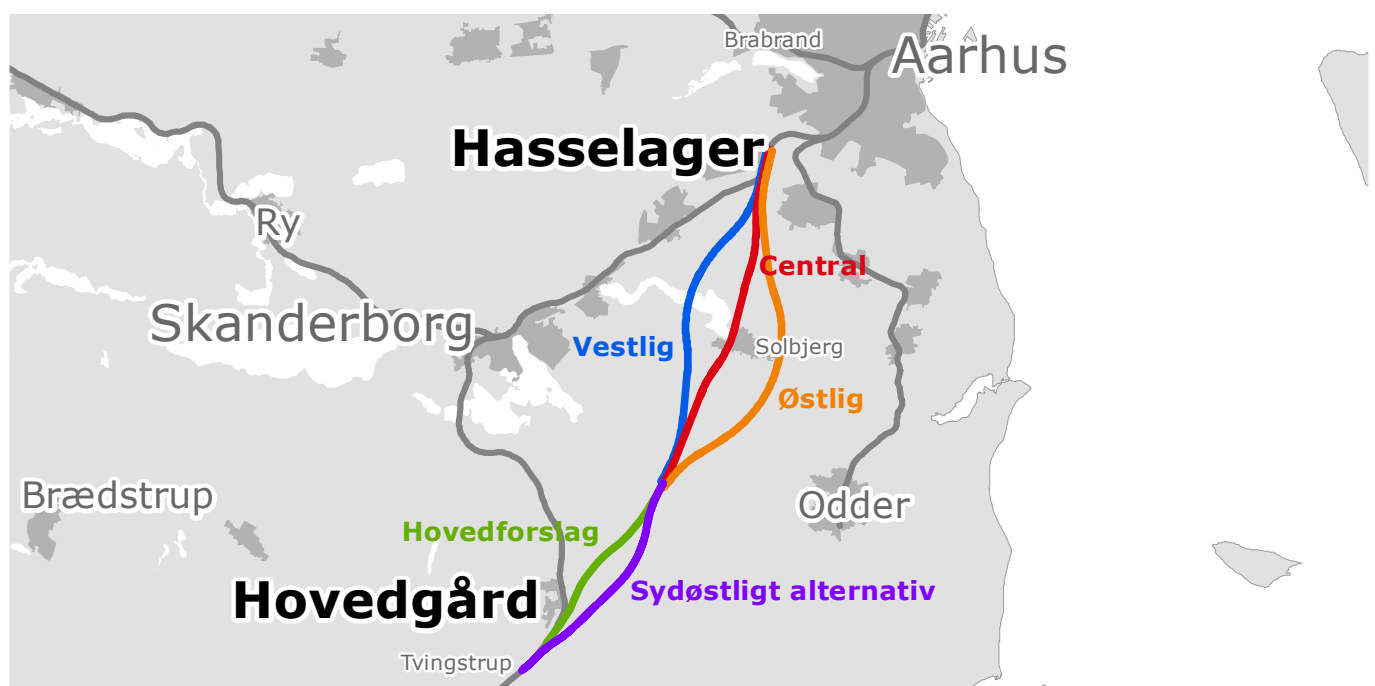 Brabrand
Aarhus
Hasselager
Ry
Central
Skanderborg
Vestlig
Solbjerg
Østlig
Brædstrup
Odder
Hovedforslag
Hovedgård
Sydøstligt alternativ
Tvingstrup